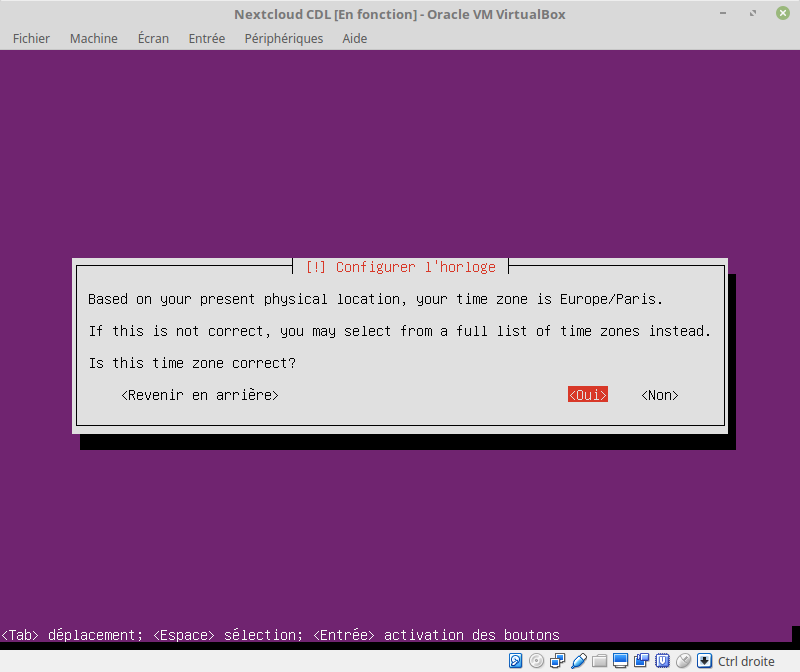 Nextcloud CDL [En fonction] - Oracle VM VirtualBox
Fichier Machine Écran Entrée Périphériques Aide
[!] Configurer l'horloge
Based on your present physical location, your time zone is Europe/Paris.
If this is not correct, you may select from a full list of time zones instead.
Is this time zone correct?
<Revenir en arrière> <Oui> <Non>
<Tab> déplacement; <Espace> sélection; <Entrée> activation des boutons
Ctrl droite